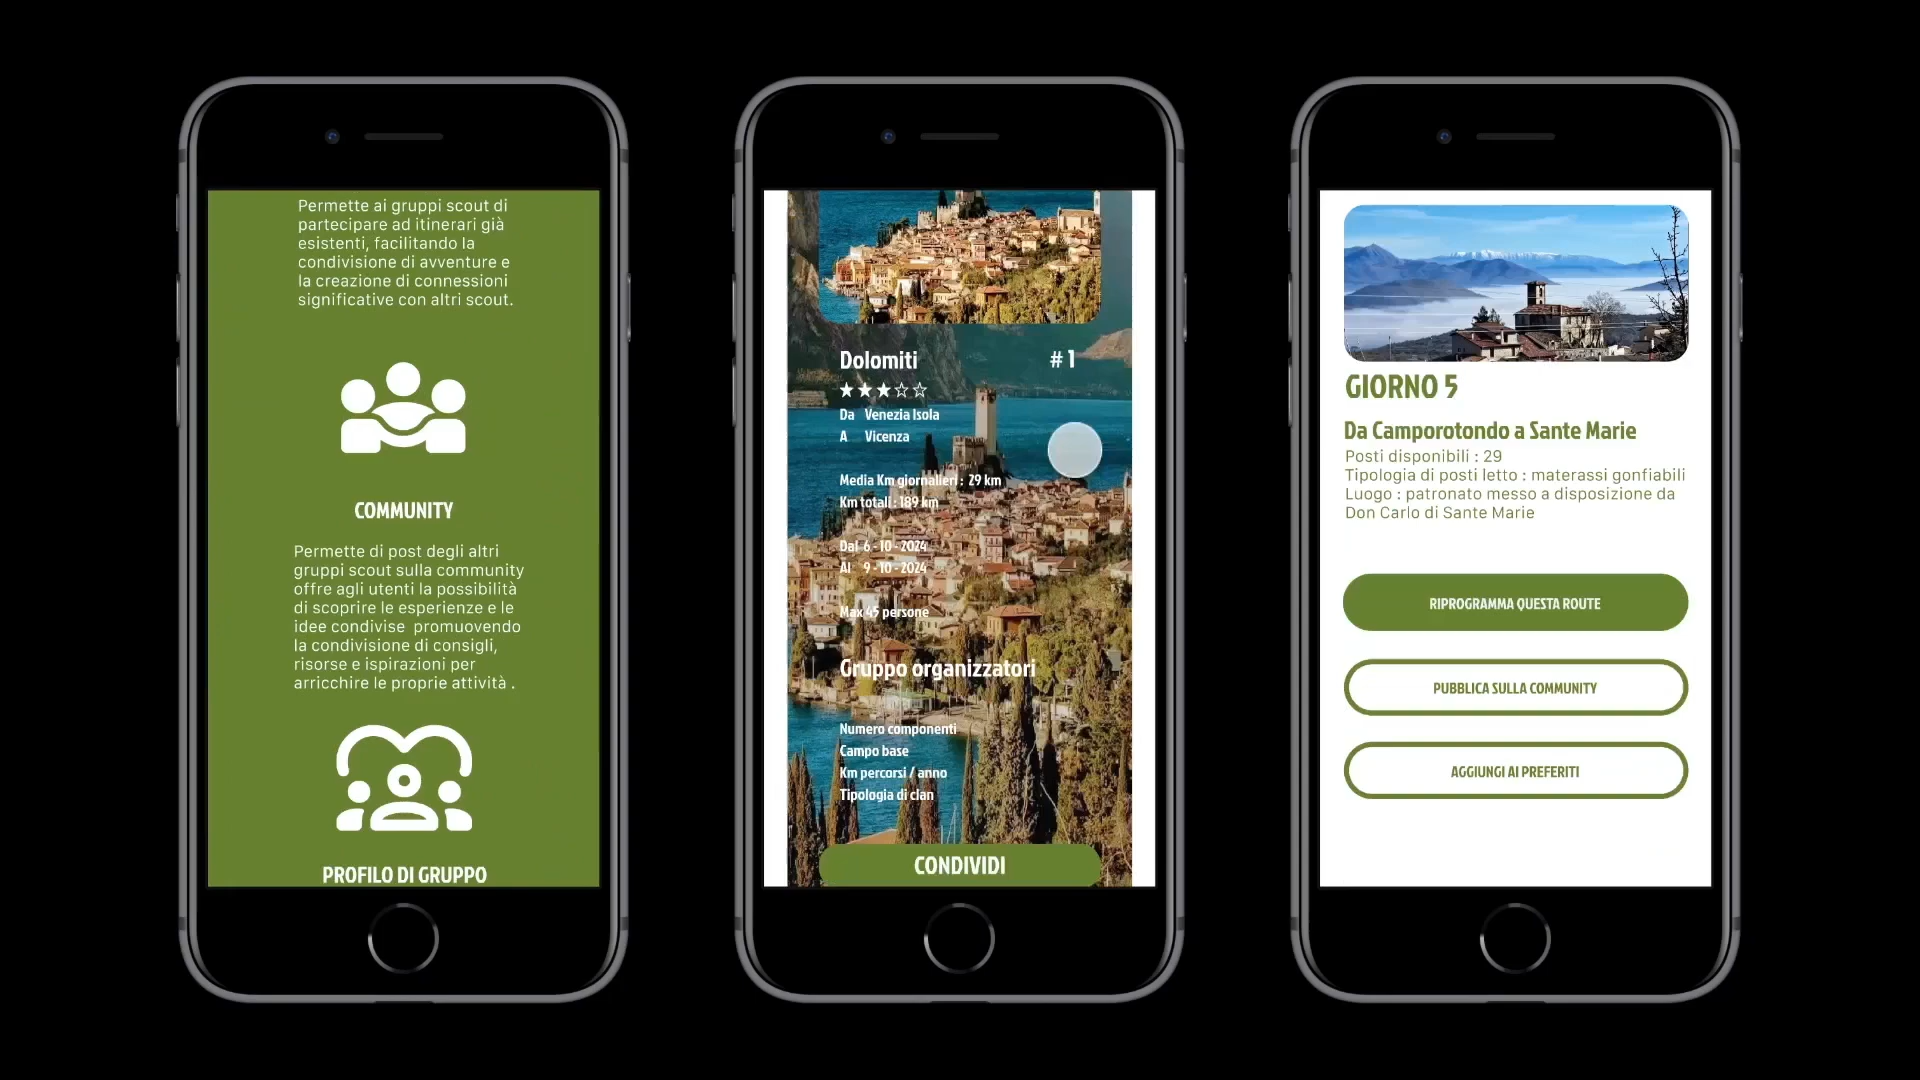 Permette ai gruppi scout di
partecipare ad itinerari già
esistenti, facilitando la
condivisione di avventure e
la creazione di connessioni
significative con altri scout.
COMMUNITY
Permette di post degli altri
gruppi scout sulla community
offre agli utenti la possibilità
di scoprire le esperienze e le
idee condivise promuovendo
la condivisione di consigli,
risorse e ispirazioni per
arricchire le proprie attività .
PROFILO DI GRUPPO
Dolomiti # 1
Da Venezia Isola
A Vicenza
Media Km giornalieri : 29 km
Km totali : 189 km
Dal 6 - 10 - 2024
Al 9 - 10 - 2024
Max 45 persone
Gruppo organizzatori
Numero componenti
Campo base
Km percorsi / anno
Tipologia di clan
CONDIVIDI
GIORNO 5
Da Camporotondo a Sante Marie
Posti disponibili : 29
Tipologia di posti letto : materassi gonfiabili
Luogo : patronato messo a disposizione da
Don Carlo di Sante Marie
RIPROGRAMMA QUESTA ROUTE
PUBBLICA SULLA COMMUNITY
AGGIUNGI AI PREFERITI